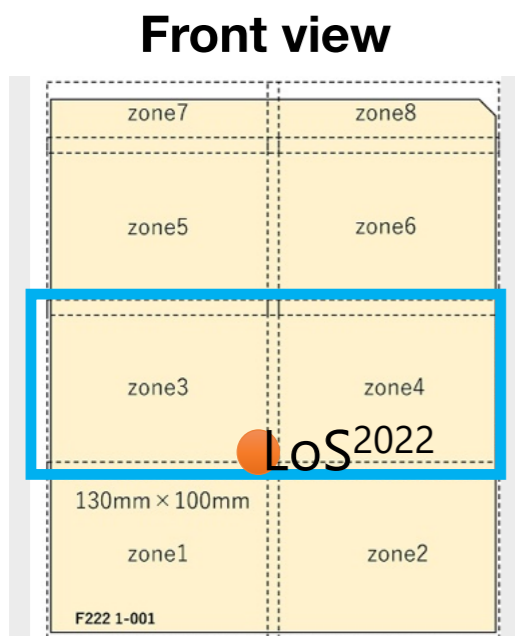 Front view
zone7 zone8
zone5 zone6
zone3 zone4
LoS2022
130mm×100mm
zone1 zone2
F222 1-001